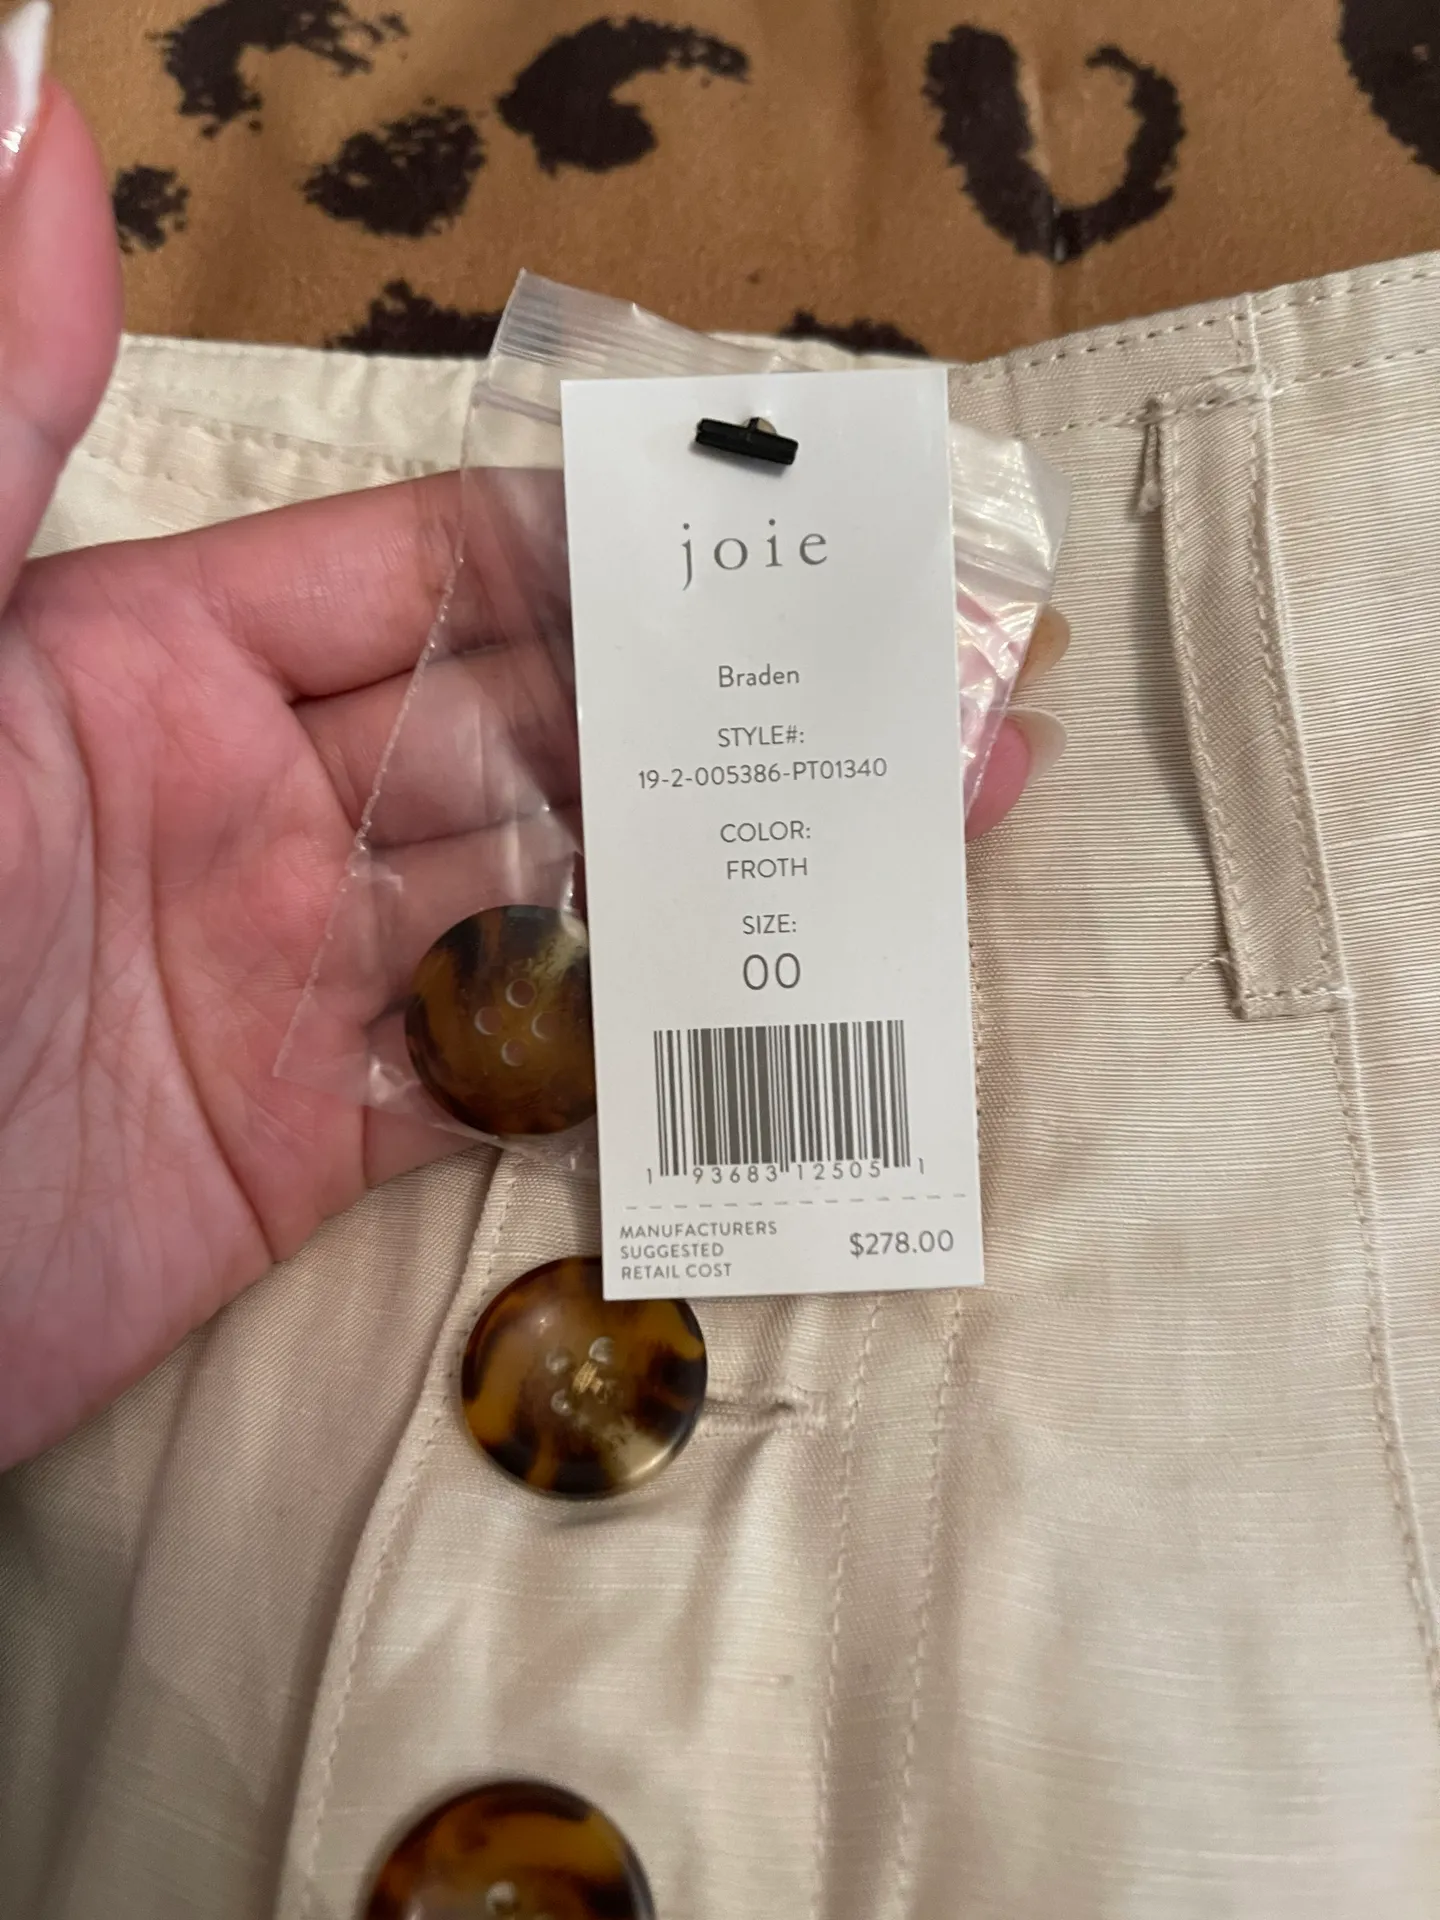 joie
Braden
STYLE#:
19-2-005386-PT01340
COLOR:
FROTH
SIZE:
00
1 93683 12505 1
MANUFACTURERS
SUGGESTED
RETAIL COST
$278.00